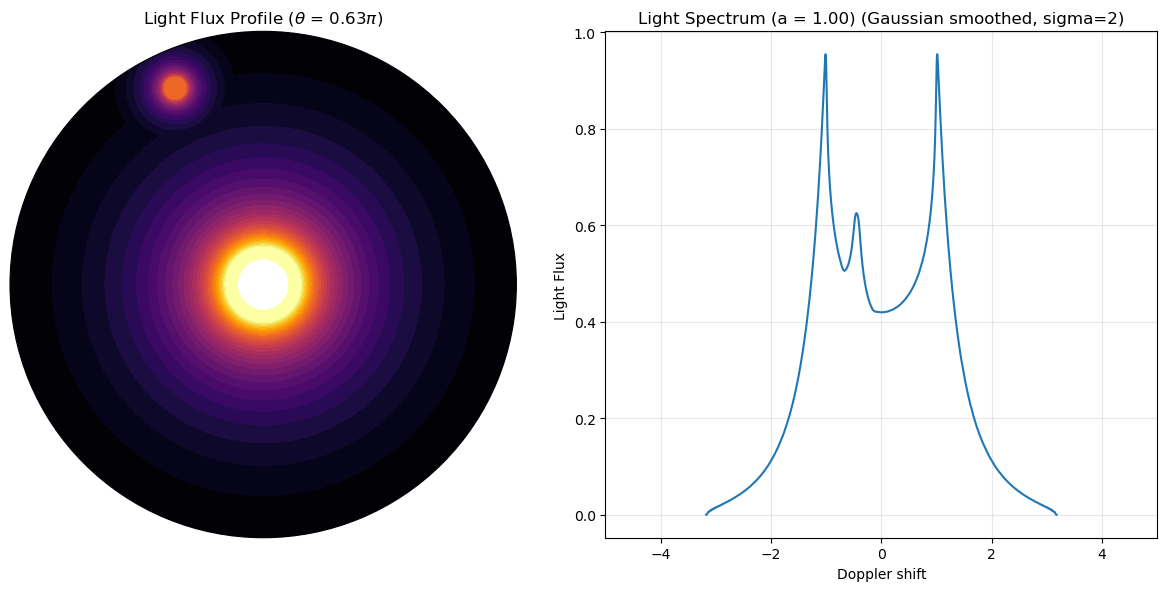 Light Flux Profile (θ = 0.63π)
Light Spectrum (a = 1.00) (Gaussian smoothed, sigma=2)
Light Flux
1.0
0.8
0.6
0.4
0.2
0.0
−4 −2 0 2 4
Doppler shift